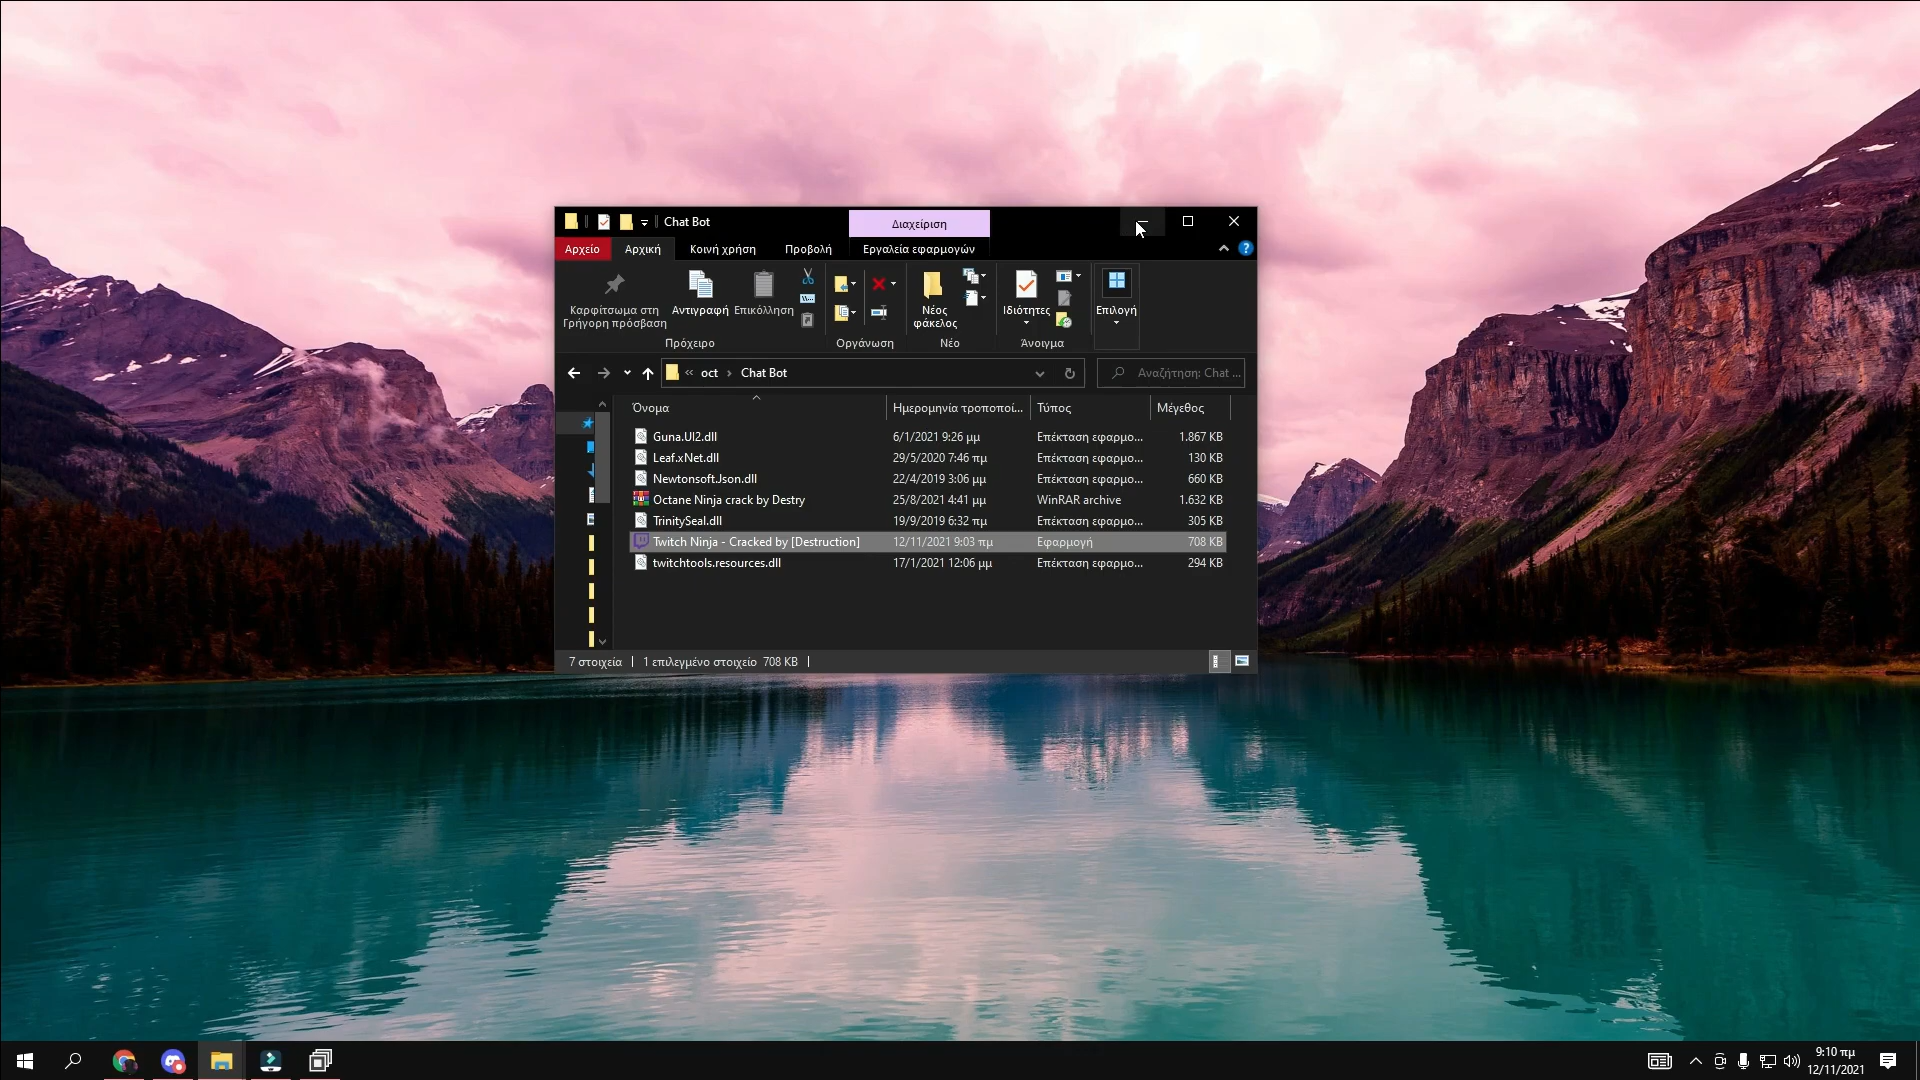 Chat Bot
Διαχείριση
Αρχείο
Αρχική
Κοινή χρήση
Προβολή
Εργαλεία εφαρμογών
Καρφίτσωμα στη
Γρήγορη πρόσβαση
Αντιγραφή
Επικόλληση
Νέος
φάκελος
Ιδιότητες
Επιλογή
Πρόχειρο
Οργάνωση
Νέο
Άνοιγμα
« oct › Chat Bot
Αναζήτηση: Chat ...
Όνομα
Ημερομηνία τροποποί...
Τύπος
Μέγεθος
Guna.UI2.dll 6/1/2021 9:26 μμ Επέκταση εφαρμο... 1.867 KB
Leaf.xNet.dll 29/5/2020 7:46 πμ Επέκταση εφαρμο... 130 KB
Newtonsoft.Json.dll 22/4/2019 3:06 μμ Επέκταση εφαρμο... 660 KB
Octane Ninja crack by Destry 25/8/2021 4:41 μμ WinRAR archive 1.632 KB
TrinitySeal.dll 19/9/2019 6:32 πμ Επέκταση εφαρμο... 305 KB
Twitch Ninja - Cracked by [Destruction] 12/11/2021 9:03 πμ Εφαρμογή 708 KB
twitchtools.resources.dll 17/1/2021 12:06 μμ Επέκταση εφαρμο... 294 KB
7 στοιχεία
1 επιλεγμένο στοιχείο 708 KB
9:10 πμ
12/11/2021